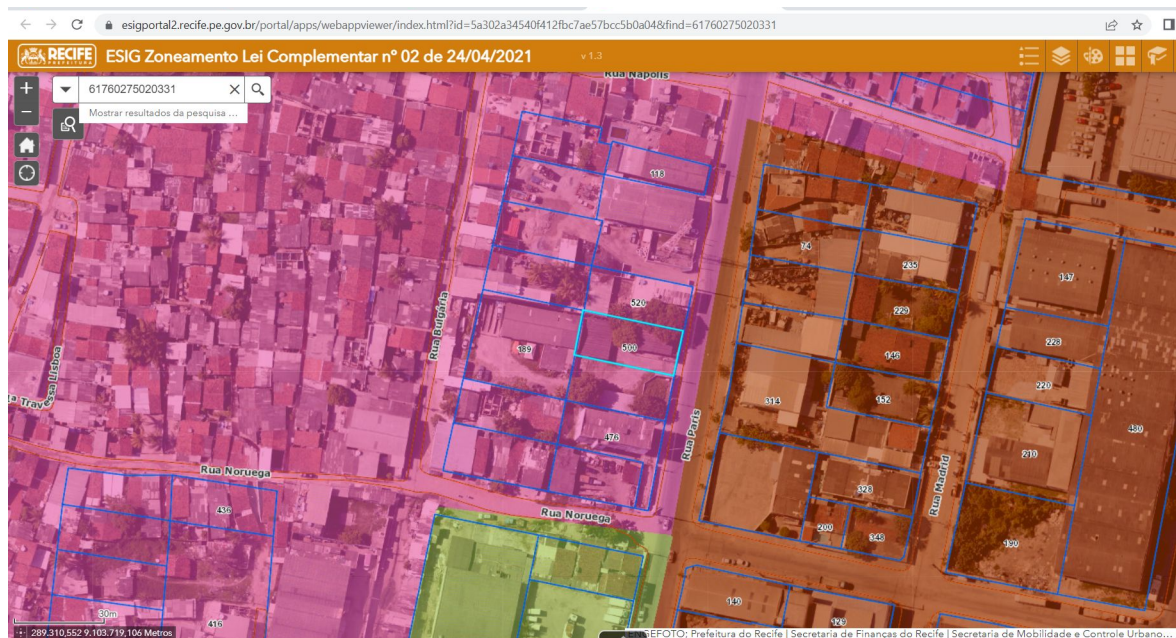 esigportal2.recife.pe.gov.br/portal/apps/webappviewer/index.html?id=5a302a34540f412fbc7ae57bcc5b0a04&find=61760275020331
RECIFE
PREFEITURA
ESIG Zoneamento Lei Complementar nº 02 de 24/04/2021
v 1.3
+
61760275020331
Mostrar resultados da pesquisa ...
−
Rua Napolis
118
74
235
147
520
229
Rua Bulgária
189
500
146
228
a Travessa Lisboa
314
152
220
476
Rua Paris
480
210
Rua Noruega
328
Rua Madrid
436
Rua Noruega
200
348
190
140
129
30m
416
289.310,552 9.103.719,106 Metros
ENGEFOTO; Prefeitura do Recife | Secretaria de Finanças do Recife | Secretaria de Mobilidade e Controle Urbano...